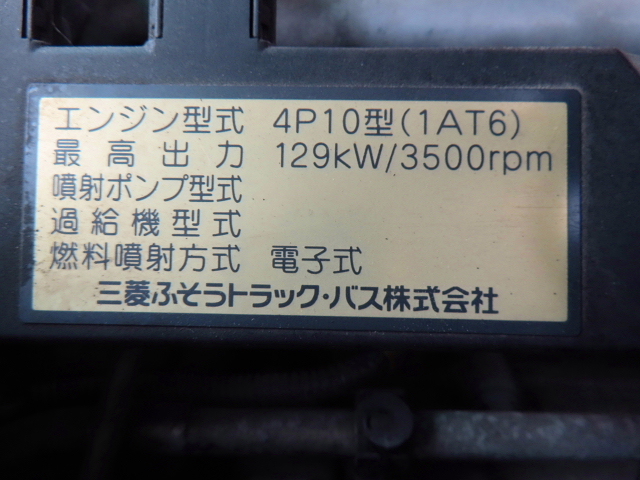 エンジン型式 4P10型(1AT6)
最高出力 129kW/3500rpm
噴射ポンプ型式
過給機型式
燃料噴射方式 電子式
三菱ふそうトラック・バス株式会社